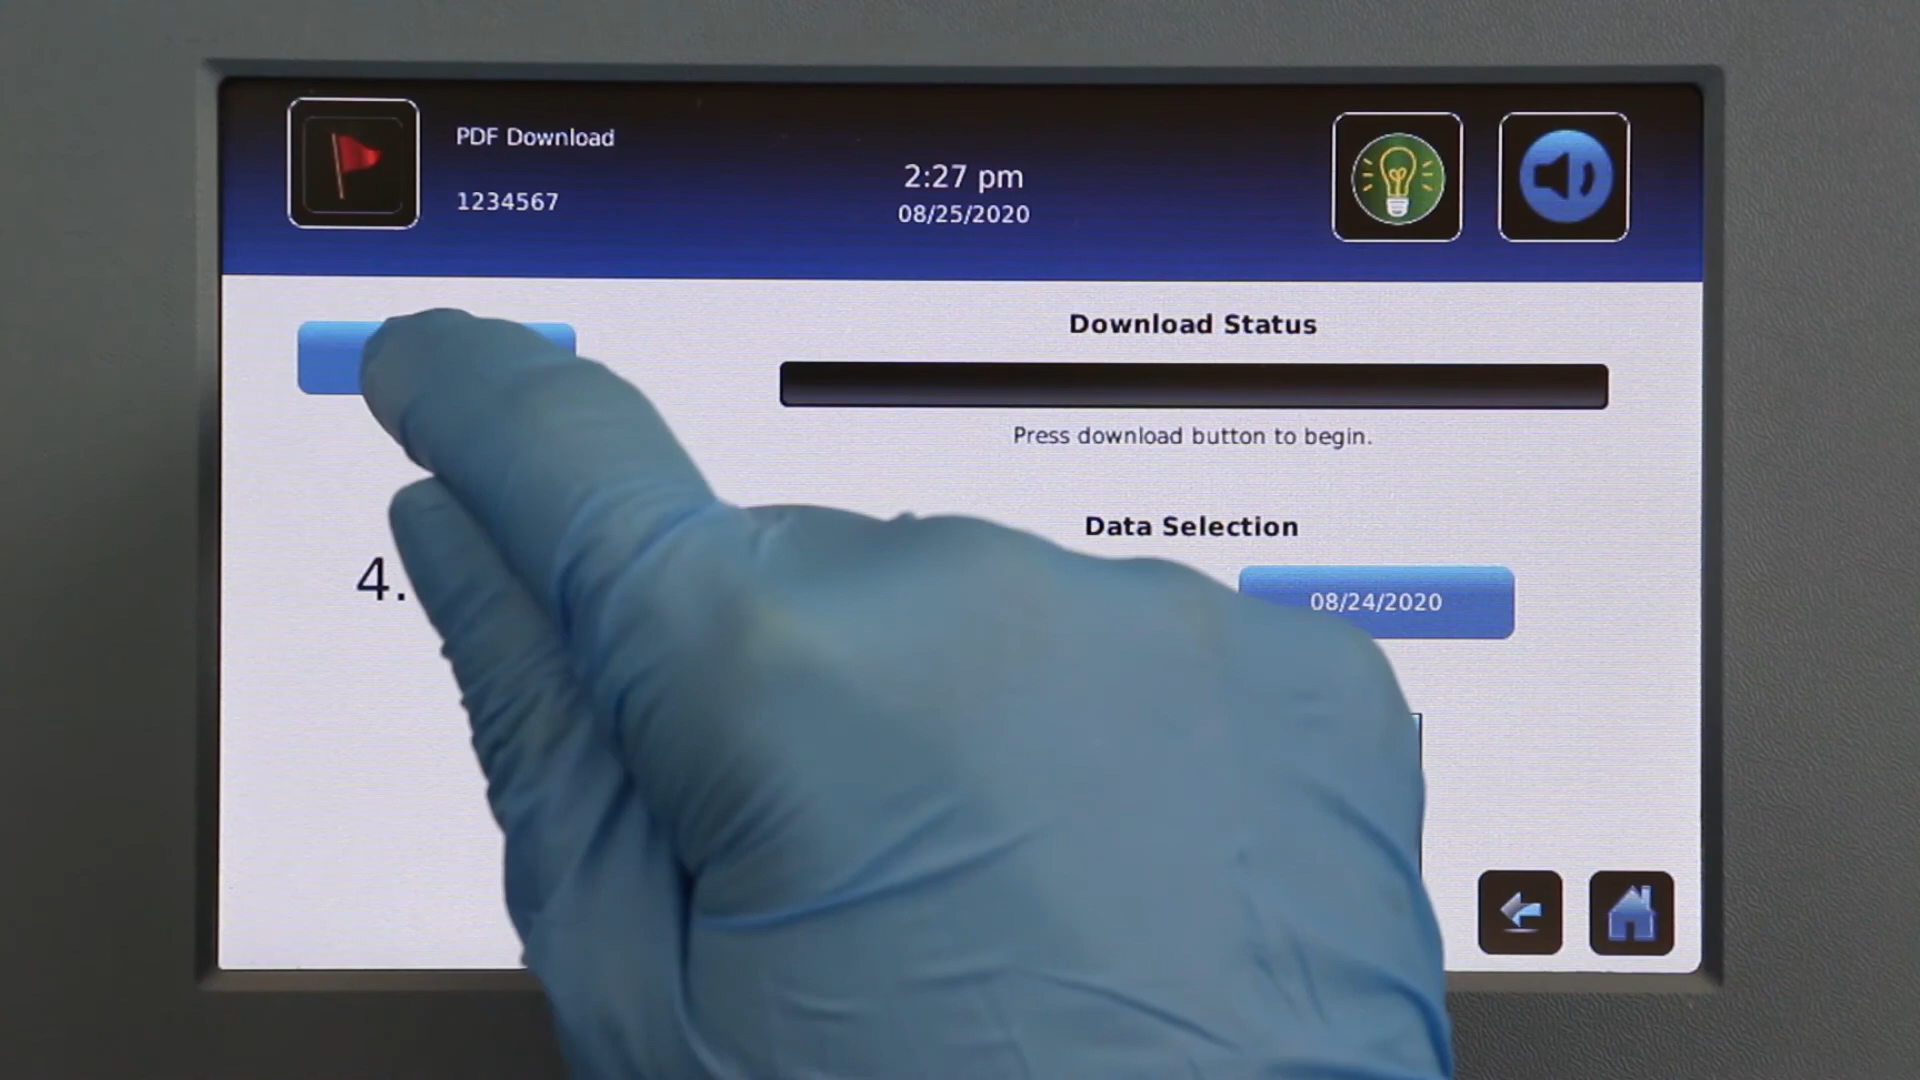 PDF Download
1234567
2:27 pm
08/25/2020
Download Status
Press download button to begin.
Data Selection
08/24/2020
4.